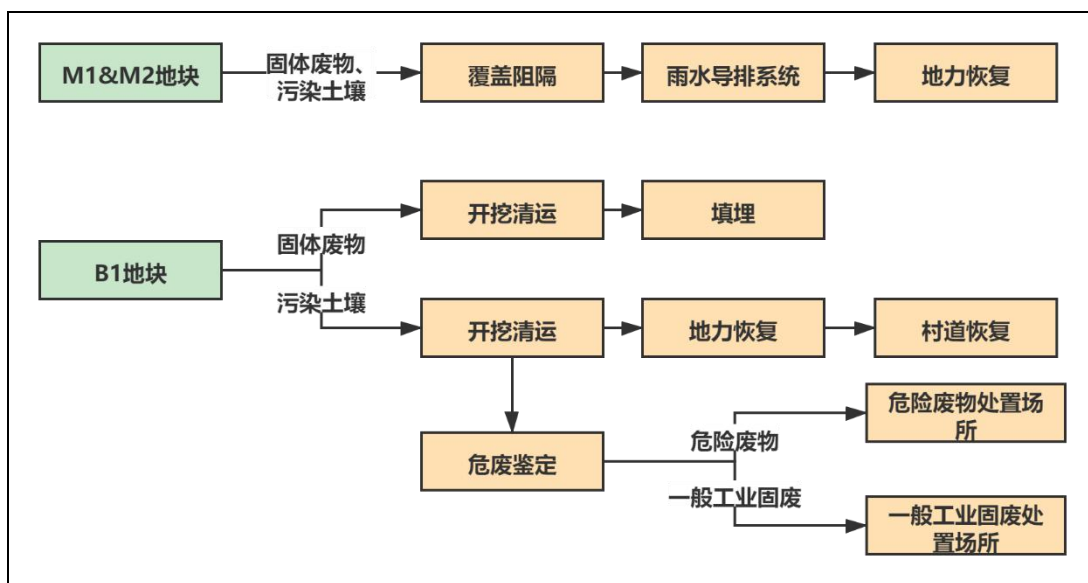 M1&M2地块
固体废物、
污染土壤
覆盖阻隔
雨水导排系统
地力恢复
B1地块
固体废物
开挖清运
填埋
污染土壤
开挖清运
地力恢复
村道恢复
危废鉴定
危险废物
危险废物处置场
所
一般工业固废
一般工业固废处
置场所